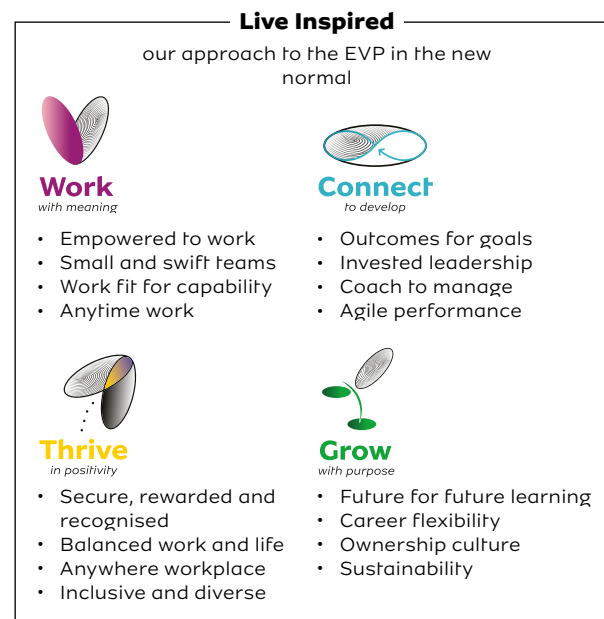 Live Inspired
our approach to the EVP in the new
normal
Work
with meaning
• Empowered to work
• Small and swift teams
• Work fit for capability
• Anytime work
Connect
to develop
• Outcomes for goals
• Invested leadership
• Coach to manage
• Agile performance
Thrive
in positivity
• Secure, rewarded and
recognised
• Balanced work and life
• Anywhere workplace
• Inclusive and diverse
Grow
with purpose
• Future for future learning
• Career flexibility
• Ownership culture
• Sustainability